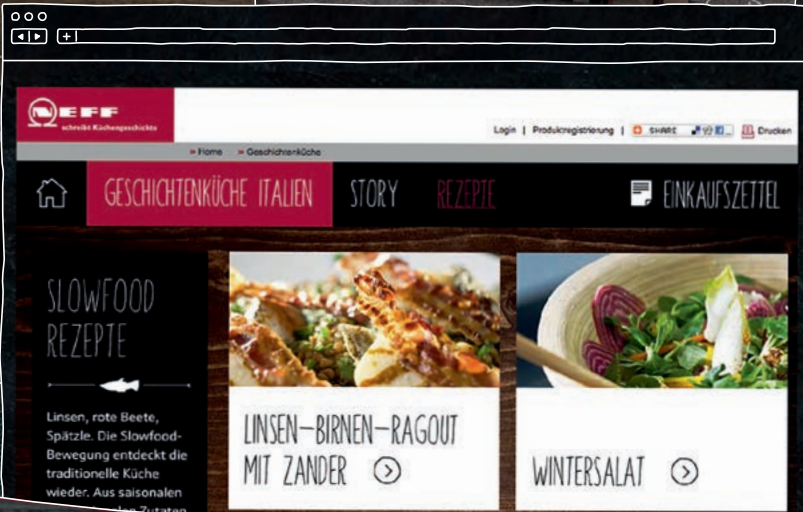 NEFF
schreibt Küchengeschichte
Login | Produktregistrierung | SHARE Drucken
» Home » Geschichtenküche
GESCHICHTENKÜCHE ITALIEN STORY REZEPTE EINKAUFSZETTEL
SLOWFOOD
REZEPTE
Linsen, rote Beete,
Spätzle. Die Slowfood-
Bewegung entdeckt die
traditionelle Küche
wieder. Aus saisonalen
Zutaten
LINSEN-BIRNEN-RAGOUT
MIT ZANDER
WINTERSALAT